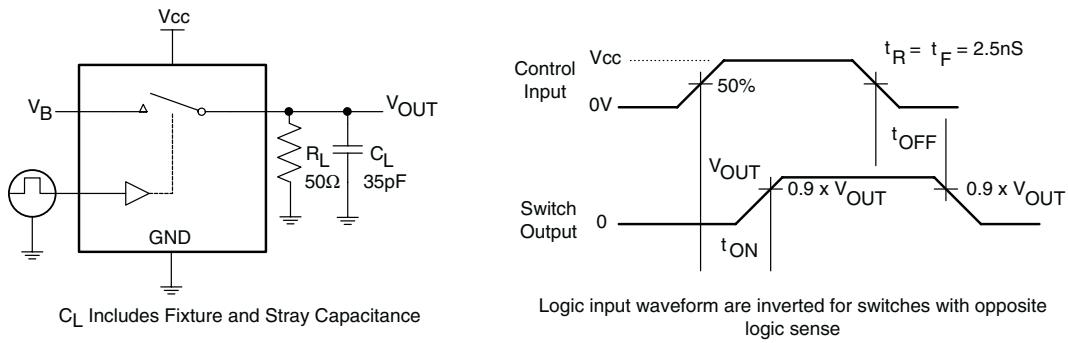 Vcc
V_B
V_OUT
R_L
50Ω
C_L
35pF
GND
C_L Includes Fixture and Stray Capacitance
Control
Input
Vcc
0V
50%
t_R = t_F = 2.5nS
t_OFF
Switch
Output
V_OUT
0
0.9 x V_OUT
0.9 x V_OUT
t_ON
Logic input waveform are inverted for switches with opposite
logic sense